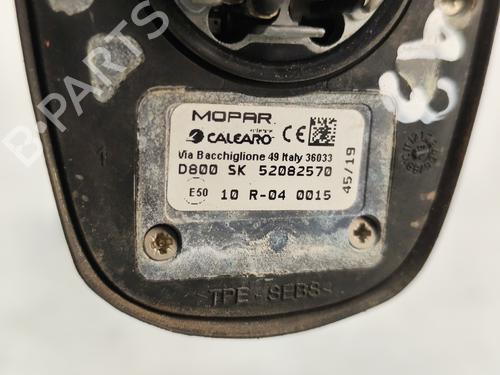 B-PARTS
MOPAR
CALEARO
CE
Via Bacchiglione 49 Italy 36033
D800 SK 52082570
E50
10 R-04 0015
45/19
>TPE-SEBS<